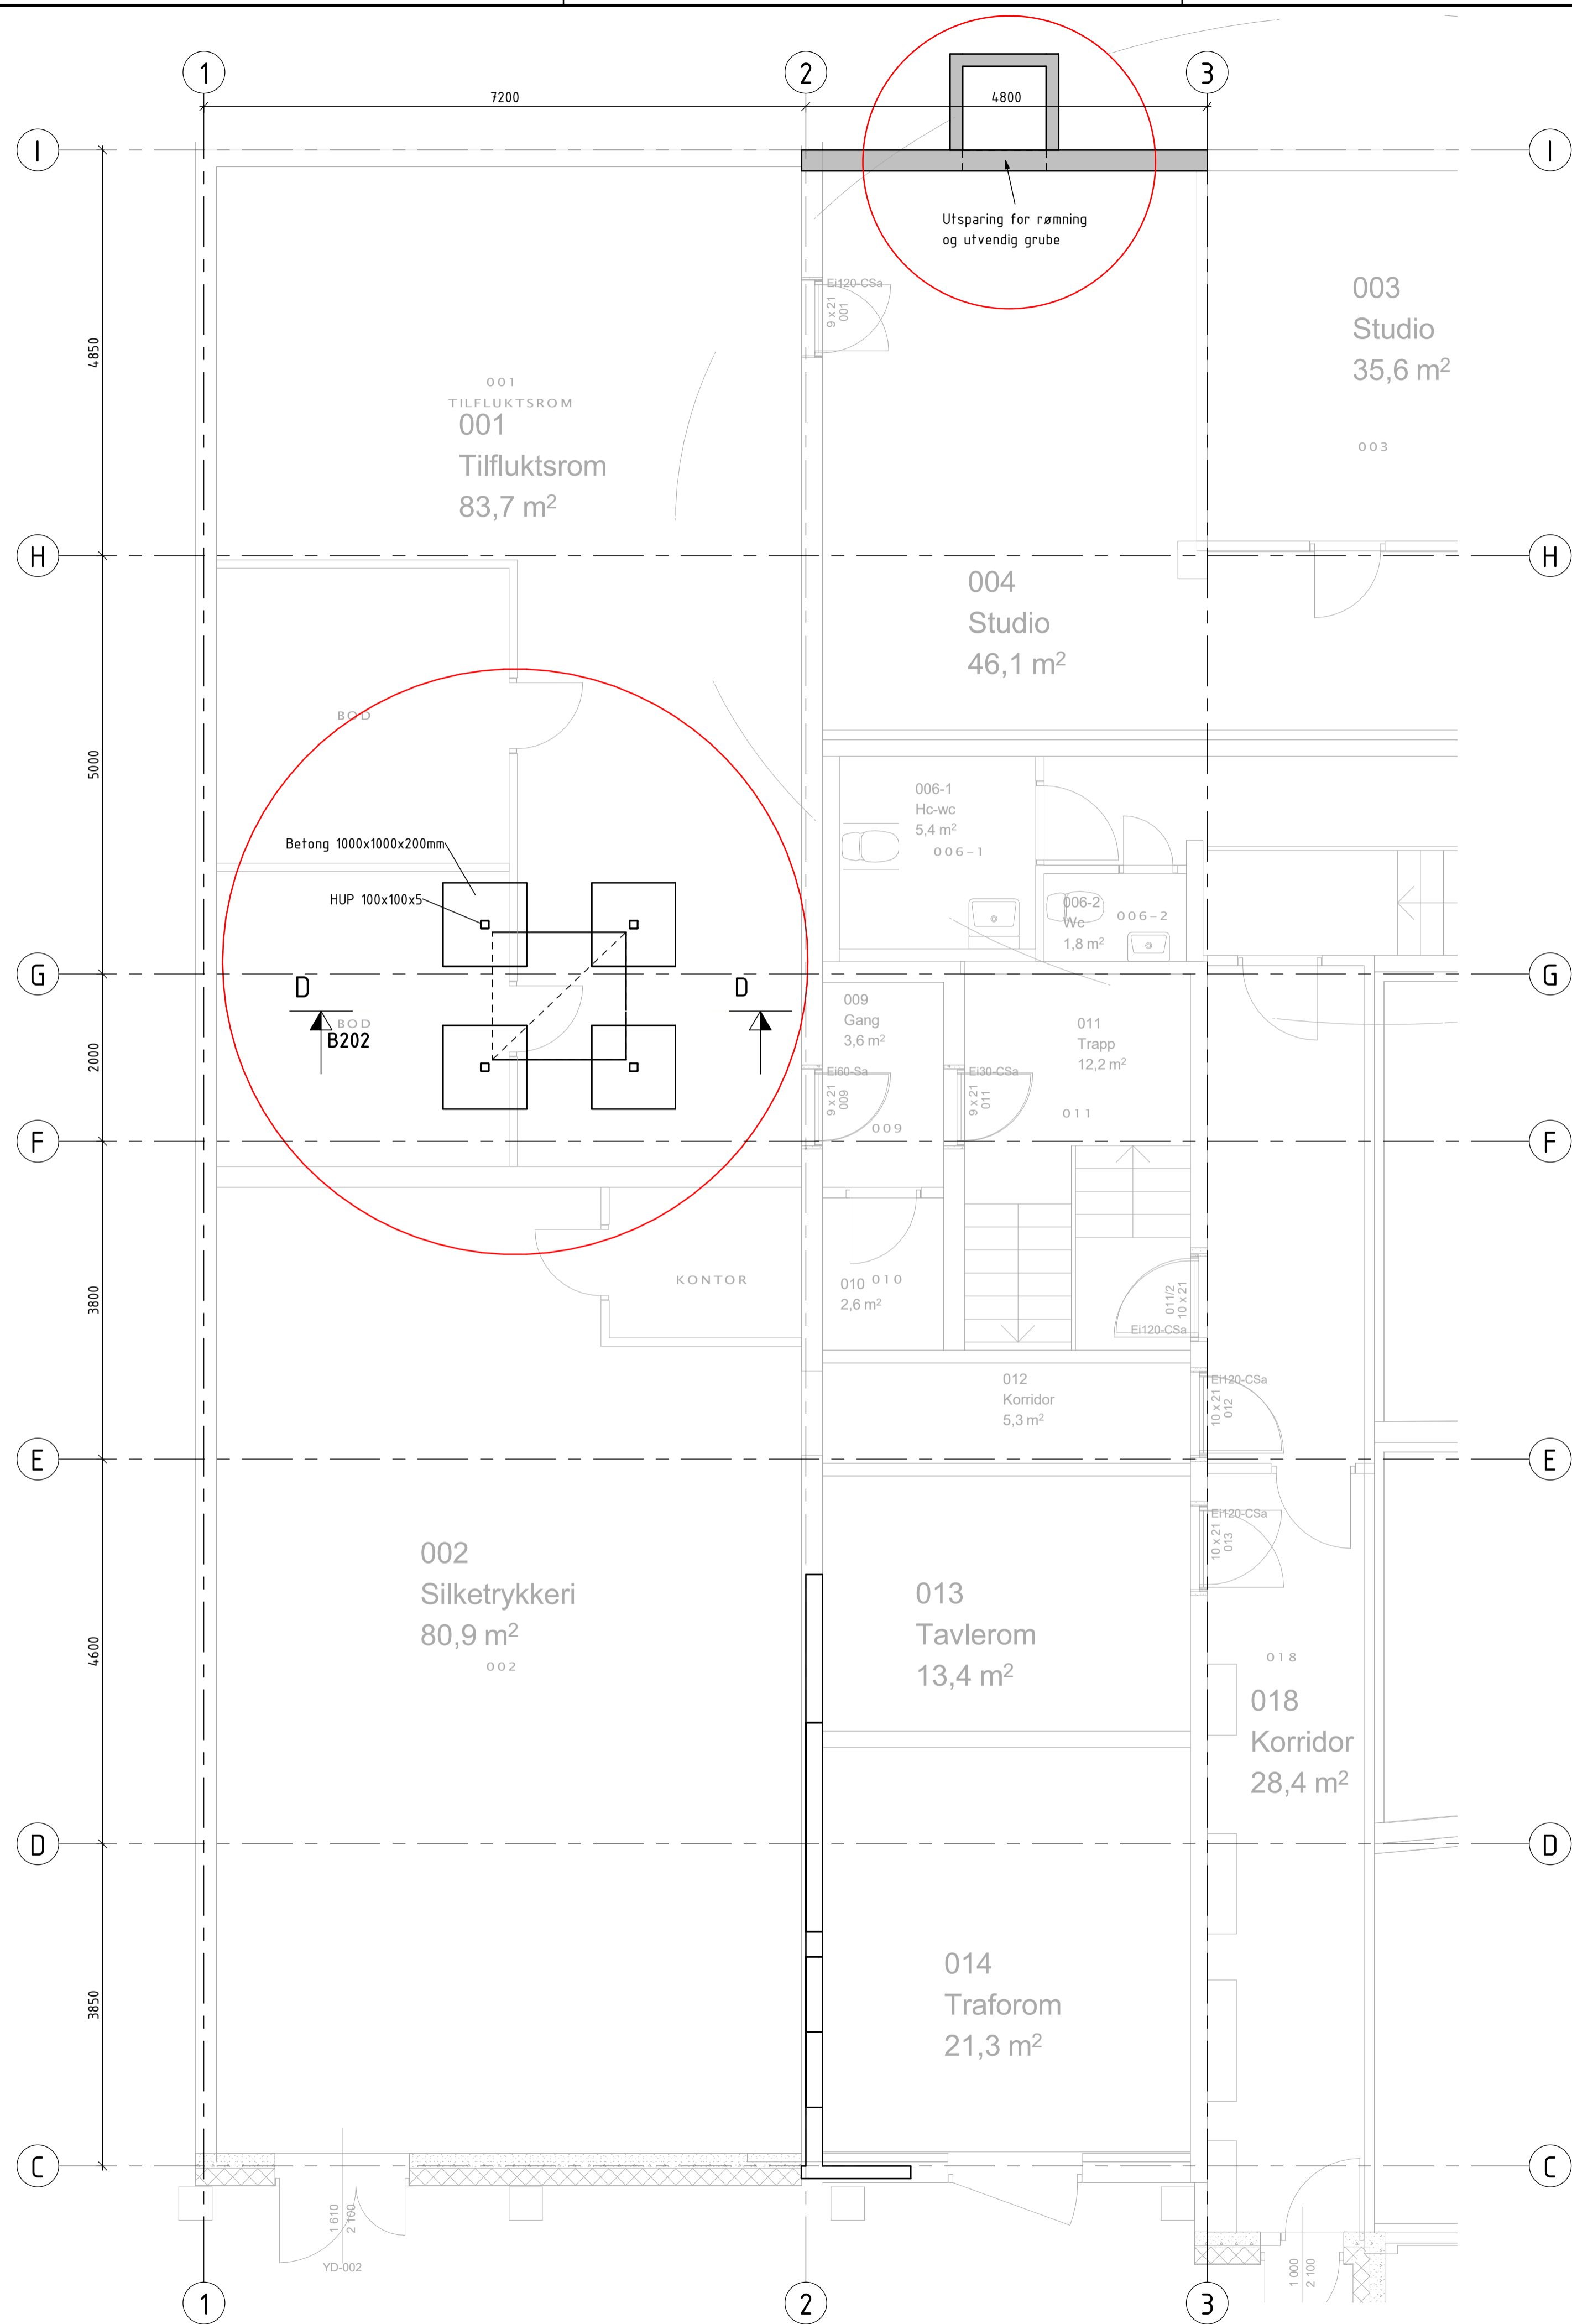 1
2
3
7200
4800
I
I
Utsparing for rømning
og utvendig grube
Ei120-CSa
9 x 21
001
003
Studio
35,6 m²
003
4850
001
TILFLUKTSROM
001
Tilfluktsrom
83,7 m²
H
H
004
Studio
46,1 m²
BOD
5000
006-1
Hc-wc
5,4 m²
006-1
Betong 1000x1000x200mm
HUP 100x100x5
006-2
Wc
1,8 m²
006-2
G
G
D
D
BOD
B202
009
Gang
3,6 m²
011
Trapp
12,2 m²
2000
Ei60-Sa
9 x 21
009
Ei30-CSa
9 x 21
011
011
009
F
F
KONTOR
010
010
2,6 m²
3800
011/2
10 x 21
Ei120-CSa
012
Korridor
5,3 m²
Ei120-CSa
10 x 21
012
E
E
Ei120-CSa
10 x 21
013
002
Silketrykkeri
80,9 m²
002
013
Tavlerom
13,4 m²
4600
018
018
Korridor
28,4 m²
D
D
014
Traforom
21,3 m²
3850
C
C
1 610
2 100
YD-002
1 000
2 100
1
2
3